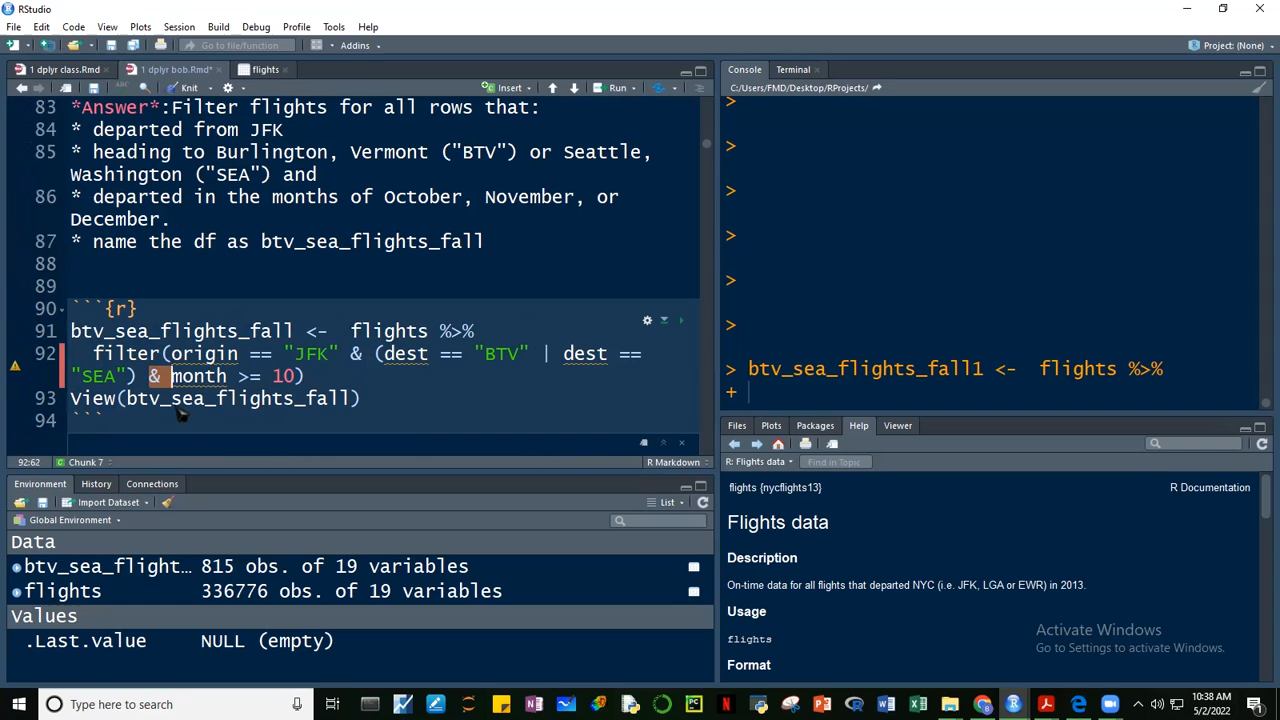 RStudio
File Edit Code View Plots Session Build Debug Profile Tools Help
Go to file/function Addins Project: (None)
1 dplyr class.Rmd 1 dplyr bob.Rmd* flights
Knit Insert Run
83 *Answer*:Filter flights for all rows that:
84 * departed from JFK
85 * heading to Burlington, Vermont ("BTV") or Seattle,
Washington ("SEA") and
86 * departed in the months of October, November, or
December.
87 * name the df as btv_sea_flights_fall
88
89
90 ```{r}
91 btv_sea_flights_fall <-  flights %>%
92   filter(origin == "JFK" & (dest == "BTV" | dest ==
"SEA") & month >= 10)
93 View(btv_sea_flights_fall)
94 ```
92:62 Chunk 7 R Markdown
Environment History Connections
Import Dataset List
Global Environment
Data
btv_sea_flight… 815 obs. of 19 variables
flights 336776 obs. of 19 variables
Values
.Last.value NULL (empty)
Console Terminal
C:/Users/FMD/Desktop/RProjects/
>
>
>
>
>
>
> btv_sea_flights_fall1 <-  flights %>%
+
Files Plots Packages Help Viewer
R: Flights data Find in Topic
flights {nycflights13} R Documentation
Flights data
Description
On-time data for all flights that departed NYC (i.e. JFK, LGA or EWR) in 2013.
Usage
flights
Format
Activate Windows
Go to Settings to activate Windows.
Type here to search
10:38 AM
5/2/2022